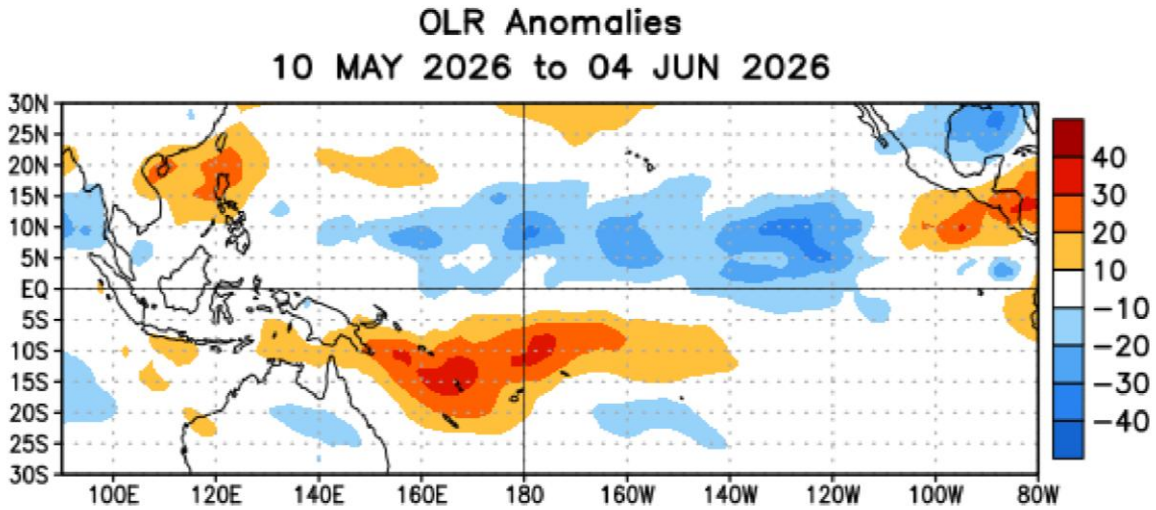 OLR Anomalies
10 MAY 2026 to 04 JUN 2026
30N
25N
20N
15N
10N
5N
EQ
5S
10S
15S
20S
25S
30S
100E 120E 140E 160E 180 160W 140W 120W 100W 80W
40
30
20
10
-10
-20
-30
-40